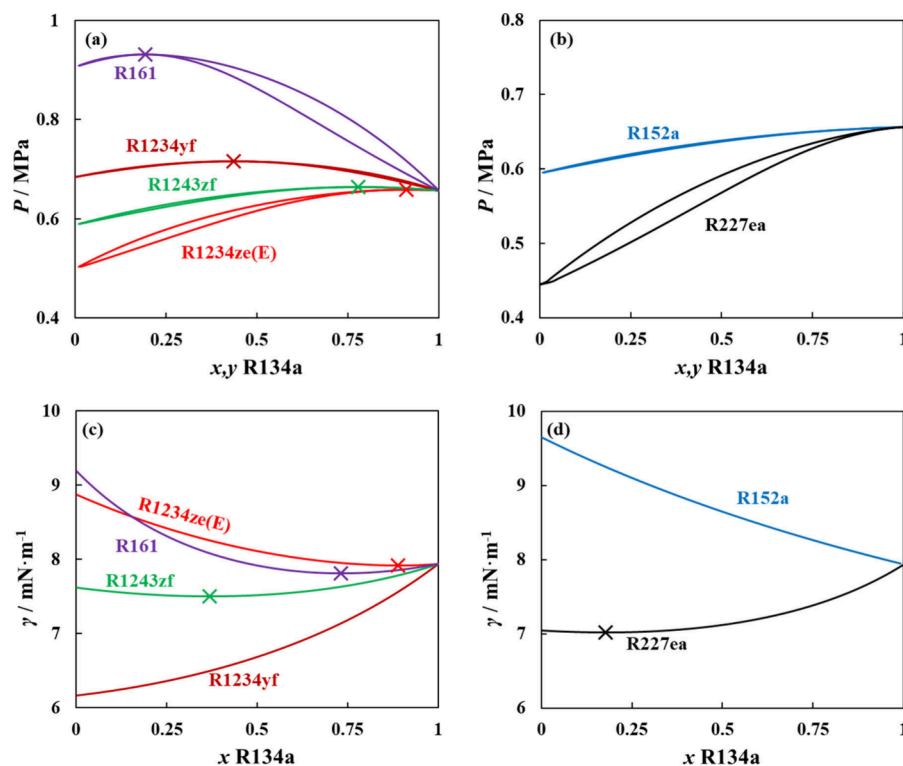 (a)
1
0.8
0.6
0.4
P / MPa
R161
R1234yf
R1243zf
R1234ze(E)
0
0.25
0.5
0.75
1
x,y R134a
(b)
0.8
0.7
0.6
0.5
0.4
P / MPa
R152a
R227ea
0
0.25
0.5
0.75
1
x,y R134a
(c)
10
9
8
7
6
γ / mN·m⁻¹
R1234ze(E)
R161
R1243zf
R1234yf
0
0.25
0.5
0.75
1
x R134a
(d)
10
9
8
7
6
γ / mN·m⁻¹
R152a
R227ea
0
0.25
0.5
0.75
1
x R134a